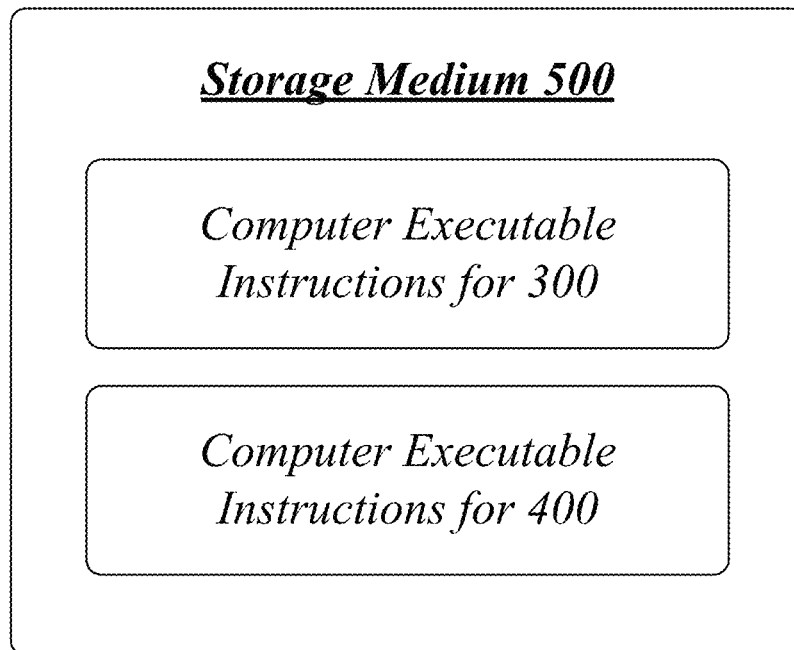 Storage Medium 500
Computer Executable
Instructions for 300
Computer Executable
Instructions for 400